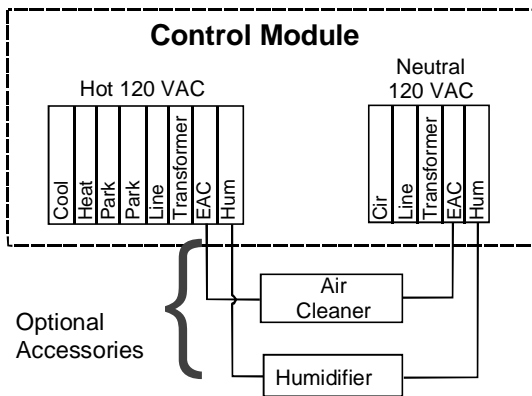 Control Module
Hot 120 VAC
Neutral
120 VAC
Cool
Heat
Park
Park
Line
Transformer
EAC
Hum
Cir
Line
Transformer
EAC
Hum
Air
Cleaner
Optional
Accessories
Humidifier